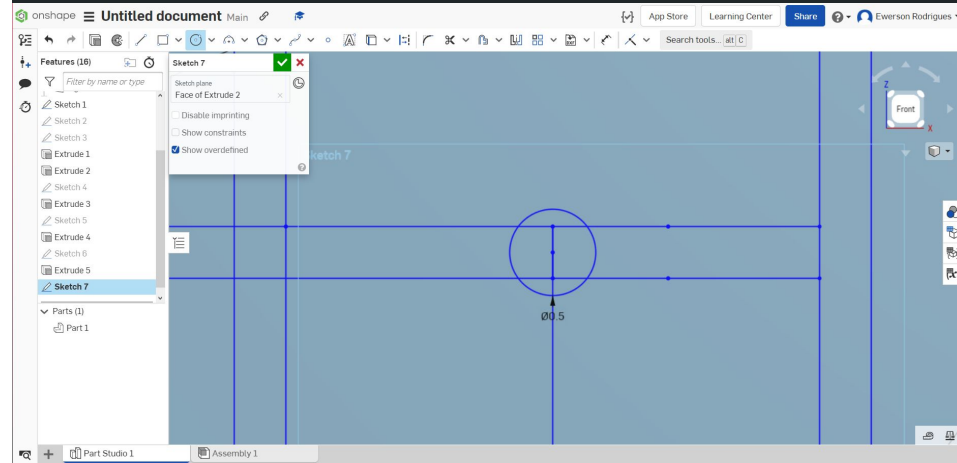 onshape Untitled document Main App Store Learning Center Share Ewerson Rodrigues
Search tools... alt C
Features (16)
Filter by name or type
Sketch 1
Sketch 2
Sketch 3
Extrude 1
Extrude 2
Sketch 4
Extrude 3
Sketch 5
Extrude 4
Sketch 6
Extrude 5
Sketch 7
Parts (1)
Part 1
Sketch 7
Sketch plane
Face of Extrude 2
Disable imprinting
Show constraints
Show overdefined
Sketch 7
Ø0.5
Z
Front
X
Part Studio 1
Assembly 1